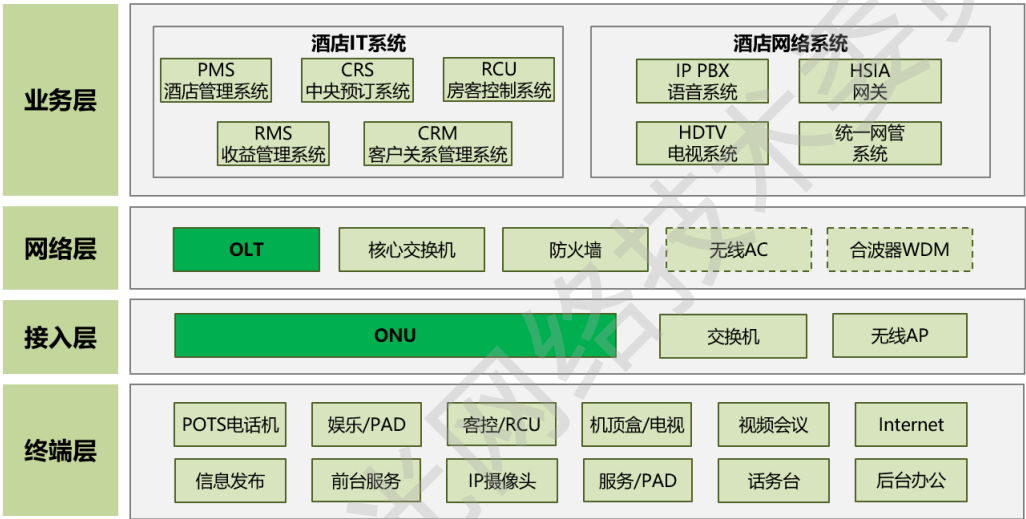 业务层
酒店IT系统
PMS
酒店管理系统
CRS
中央预订系统
RCU
房客控制系统
RMS
收益管理系统
CRM
客户关系管理系统
酒店网络系统
IP PBX
语音系统
HSIA
网关
HDTV
电视系统
统一网管
系统
网络层
OLT
核心交换机
防火墙
无线AC
合波器WDM
接入层
ONU
交换机
无线AP
终端层
POTS电话机
娱乐/PAD
客控/RCU
机顶盒/电视
视频会议
Internet
信息发布
前台服务
IP摄像头
服务/PAD
话务台
后台办公
光网络技术委